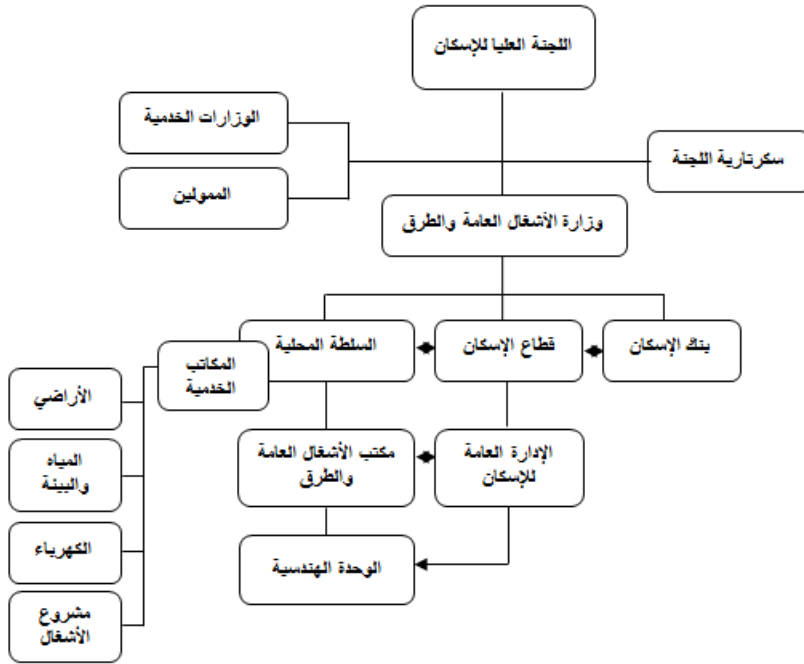 اللجنة العليا للإسكان
الوزارات الخدمية
سكرتارية اللجنة
الممولين
وزارة الأشغال العامة والطرق
بنك الإسكان
قطاع الإسكان
السلطة المحلية
المكاتب
الخدمية
الأراضي
الإدارة العامة
للإسكان
مكتب الأشغال العامة
والطرق
المياه
والبيئة
الكهرباء
الوحدة الهندسية
مشروع
الأشغال